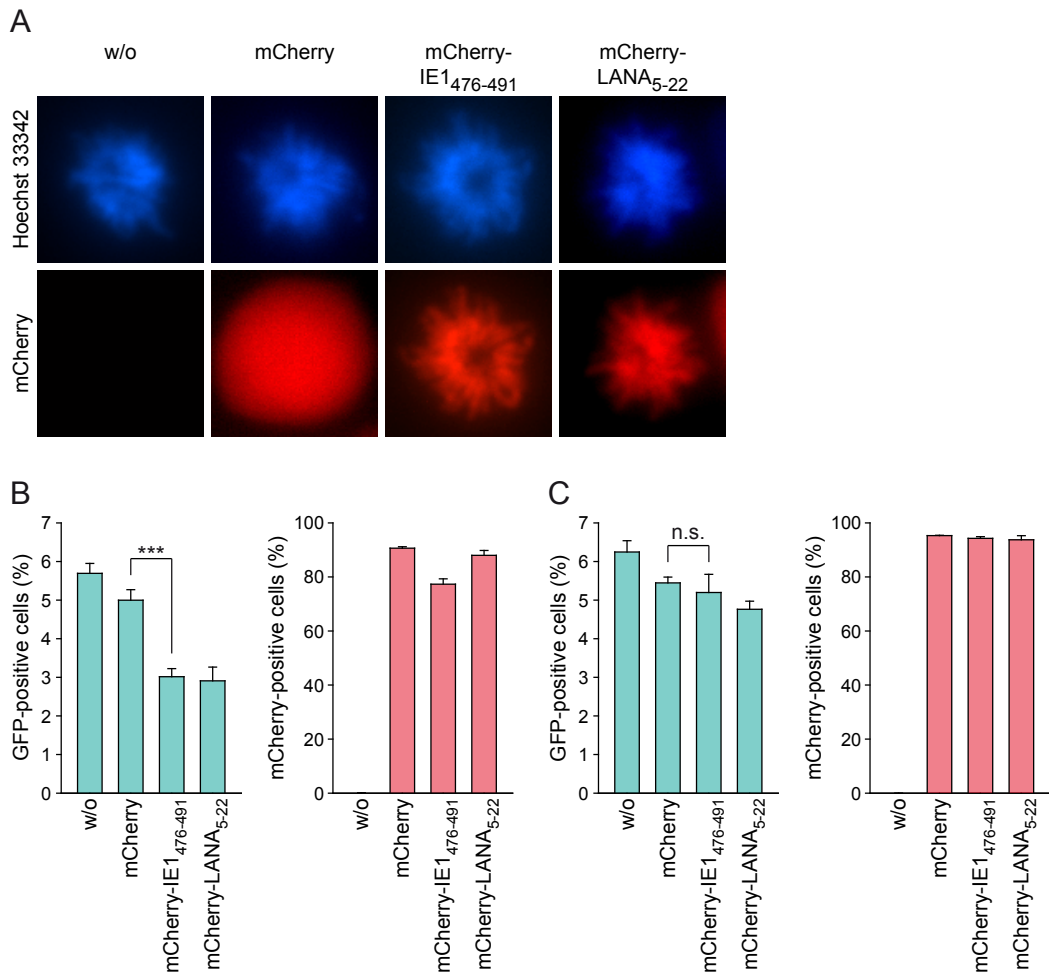 A
w/o
mCherry
mCherry-
IE1476-491
mCherry-
LANA5-22
Hoechst 33342
mCherry
B
GFP-positive cells (%)
7
6
5
4
3
2
1
0
***
w/o
mCherry
mCherry-IE1476-491
mCherry-LANA5-22
mCherry-positive cells (%)
100
80
60
40
20
0
w/o
mCherry
mCherry-IE1476-491
mCherry-LANA5-22
C
GFP-positive cells (%)
7
6
5
4
3
2
1
0
n.s.
w/o
mCherry
mCherry-IE1476-491
mCherry-LANA5-22
mCherry-positive cells (%)
100
80
60
40
20
0
w/o
mCherry
mCherry-IE1476-491
mCherry-LANA5-22